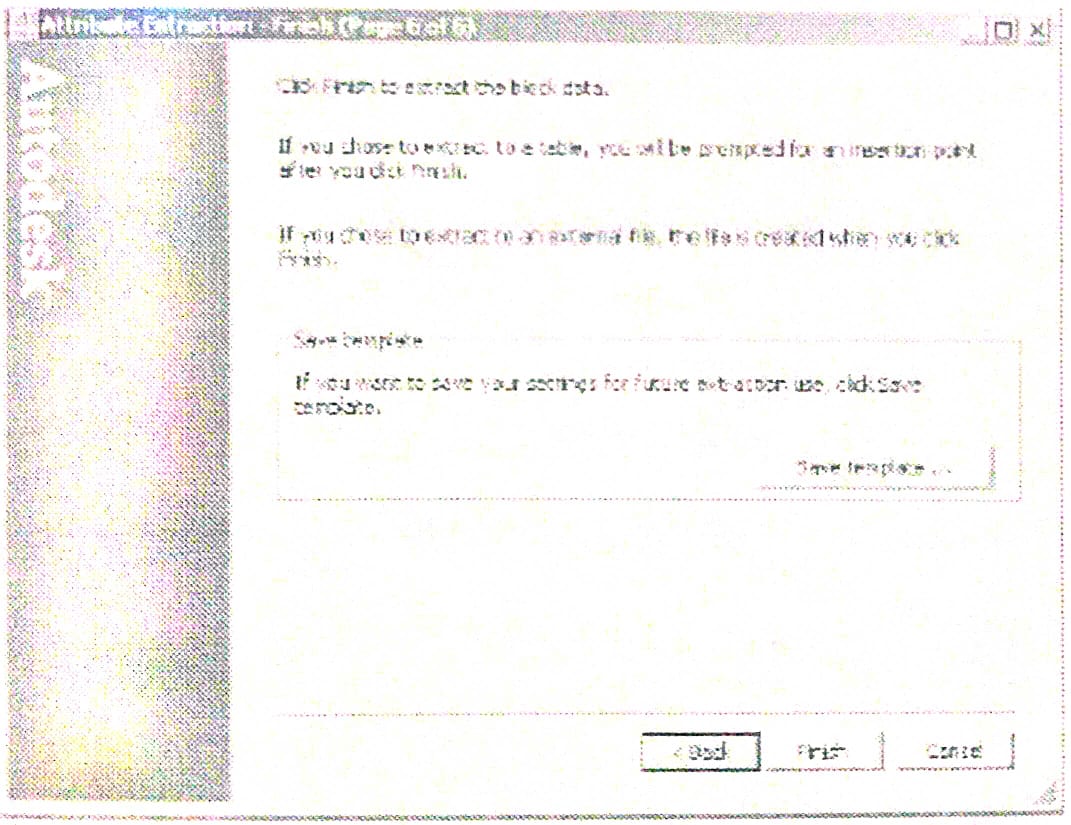 Attribute Extraction - Finish (Page 6 of 6)
Autodesk
Click Finish to extract the block data.
If you chose to extract to a table, you will be prompted for an insertion point
after you click Finish.
If you chose to extract to an external file, the file is created when you click
Finish.
Save template
If you want to save your settings for future extraction use, click Save
template.
Save template ...
< Back
Finish
Cancel